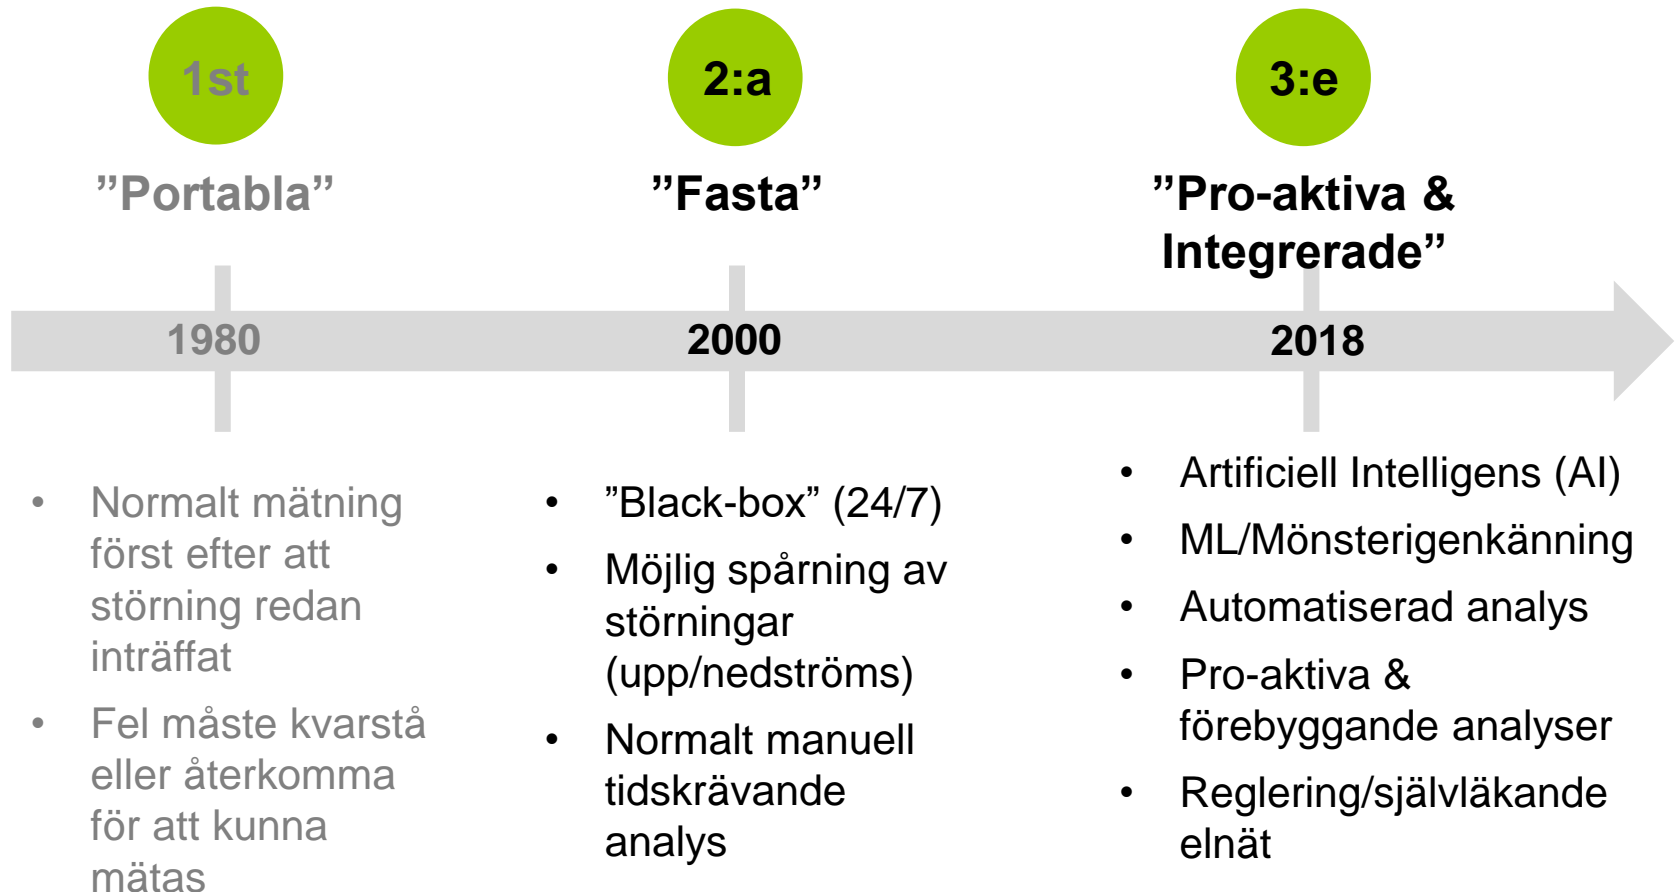 1st
”Portabla”
1980
• Normalt mätning
först efter att
störning redan
inträffat
• Fel måste kvarstå
eller återkomma
för att kunna
mätas
2:a
”Fasta”
2000
• ”Black-box” (24/7)
• Möjlig spårning av
störningar
(upp/nedströms)
• Normalt manuell
tidskrävande
analys
3:e
”Pro-aktiva &
Integrerade”
2018
• Artificiell Intelligens (AI)
• ML/Mönsterigenkänning
• Automatiserad analys
• Pro-aktiva &
förebyggande analyser
• Reglering/självläkande
elnät